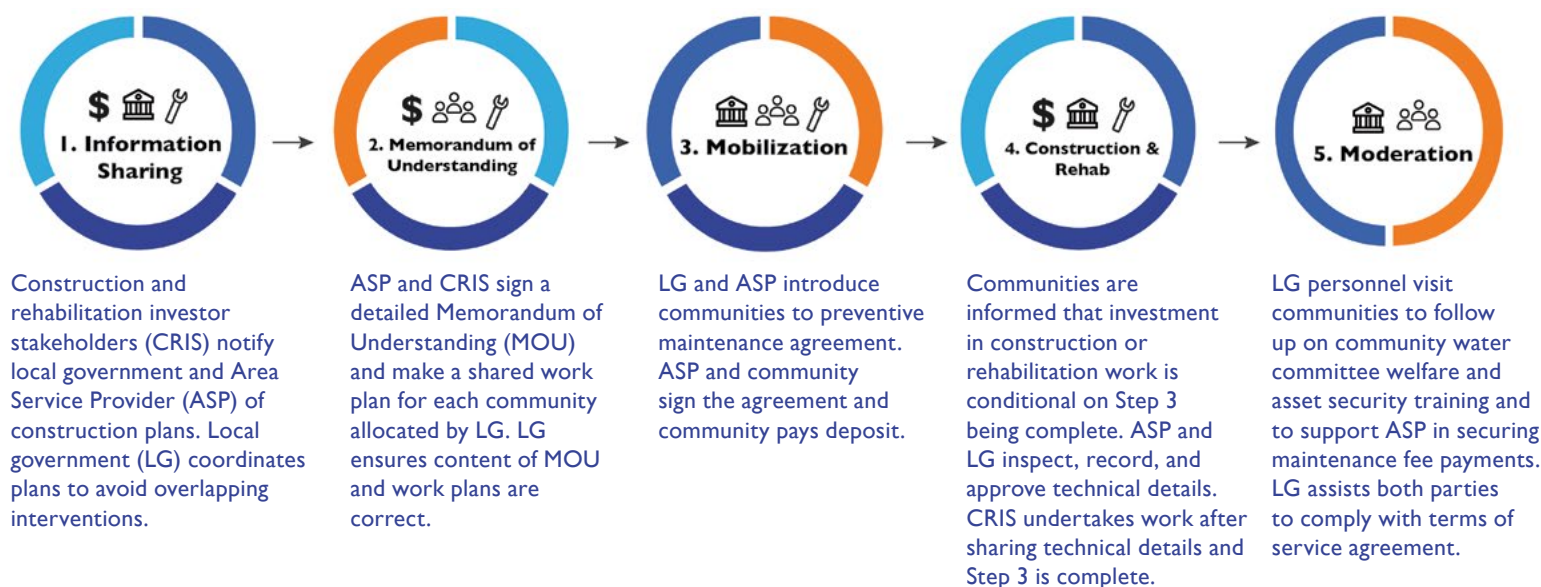 $
1. Information
Sharing
$
2. Memorandum of
Understanding
3. Mobilization
$
4. Construction &
Rehab
5. Moderation
Construction and
rehabilitation investor
stakeholders (CRIS) notify
local government and Area
Service Provider (ASP) of
construction plans. Local
government (LG) coordinates
plans to avoid overlapping
interventions.
ASP and CRIS sign a
detailed Memorandum of
Understanding (MOU)
and make a shared work
plan for each community
allocated by LG. LG
ensures content of MOU
and work plans are
correct.
LG and ASP introduce
communities to preventive
maintenance agreement.
ASP and community
sign the agreement and
community pays deposit.
Communities are
informed that investment
in construction or
rehabilitation work is
conditional on Step 3
being complete. ASP and
LG inspect, record, and
approve technical details.
CRIS undertakes work after
sharing technical details and
Step 3 is complete.
LG personnel visit
communities to follow
up on community water
committee welfare and
asset security training and
to support ASP in securing
maintenance fee payments.
LG assists both parties
to comply with terms of
service agreement.